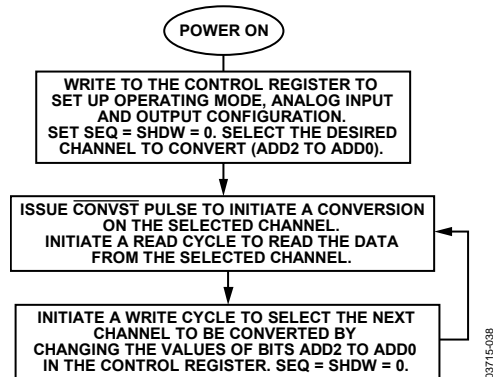 POWER ON
WRITE TO THE CONTROL REGISTER TO
SET UP OPERATING MODE, ANALOG INPUT
AND OUTPUT CONFIGURATION.
SET SEQ = SHDW = 0. SELECT THE DESIRED
CHANNEL TO CONVERT (ADD2 TO ADD0).
ISSUE CONVST PULSE TO INITIATE A CONVERSION
ON THE SELECTED CHANNEL.
INITIATE A READ CYCLE TO READ THE DATA
FROM THE SELECTED CHANNEL.
INITIATE A WRITE CYCLE TO SELECT THE NEXT
CHANNEL TO BE CONVERTED BY
CHANGING THE VALUES OF BITS ADD2 TO ADD0
IN THE CONTROL REGISTER. SEQ = SHDW = 0.
03715-038